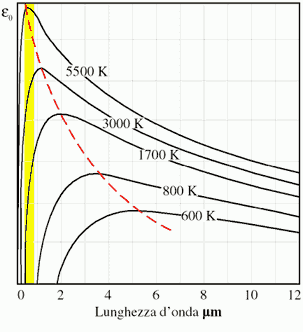 ε₀
5500 K
3000 K
1700 K
800 K
600 K
0 2 4 6 8 10 12
Lunghezza d'onda μm